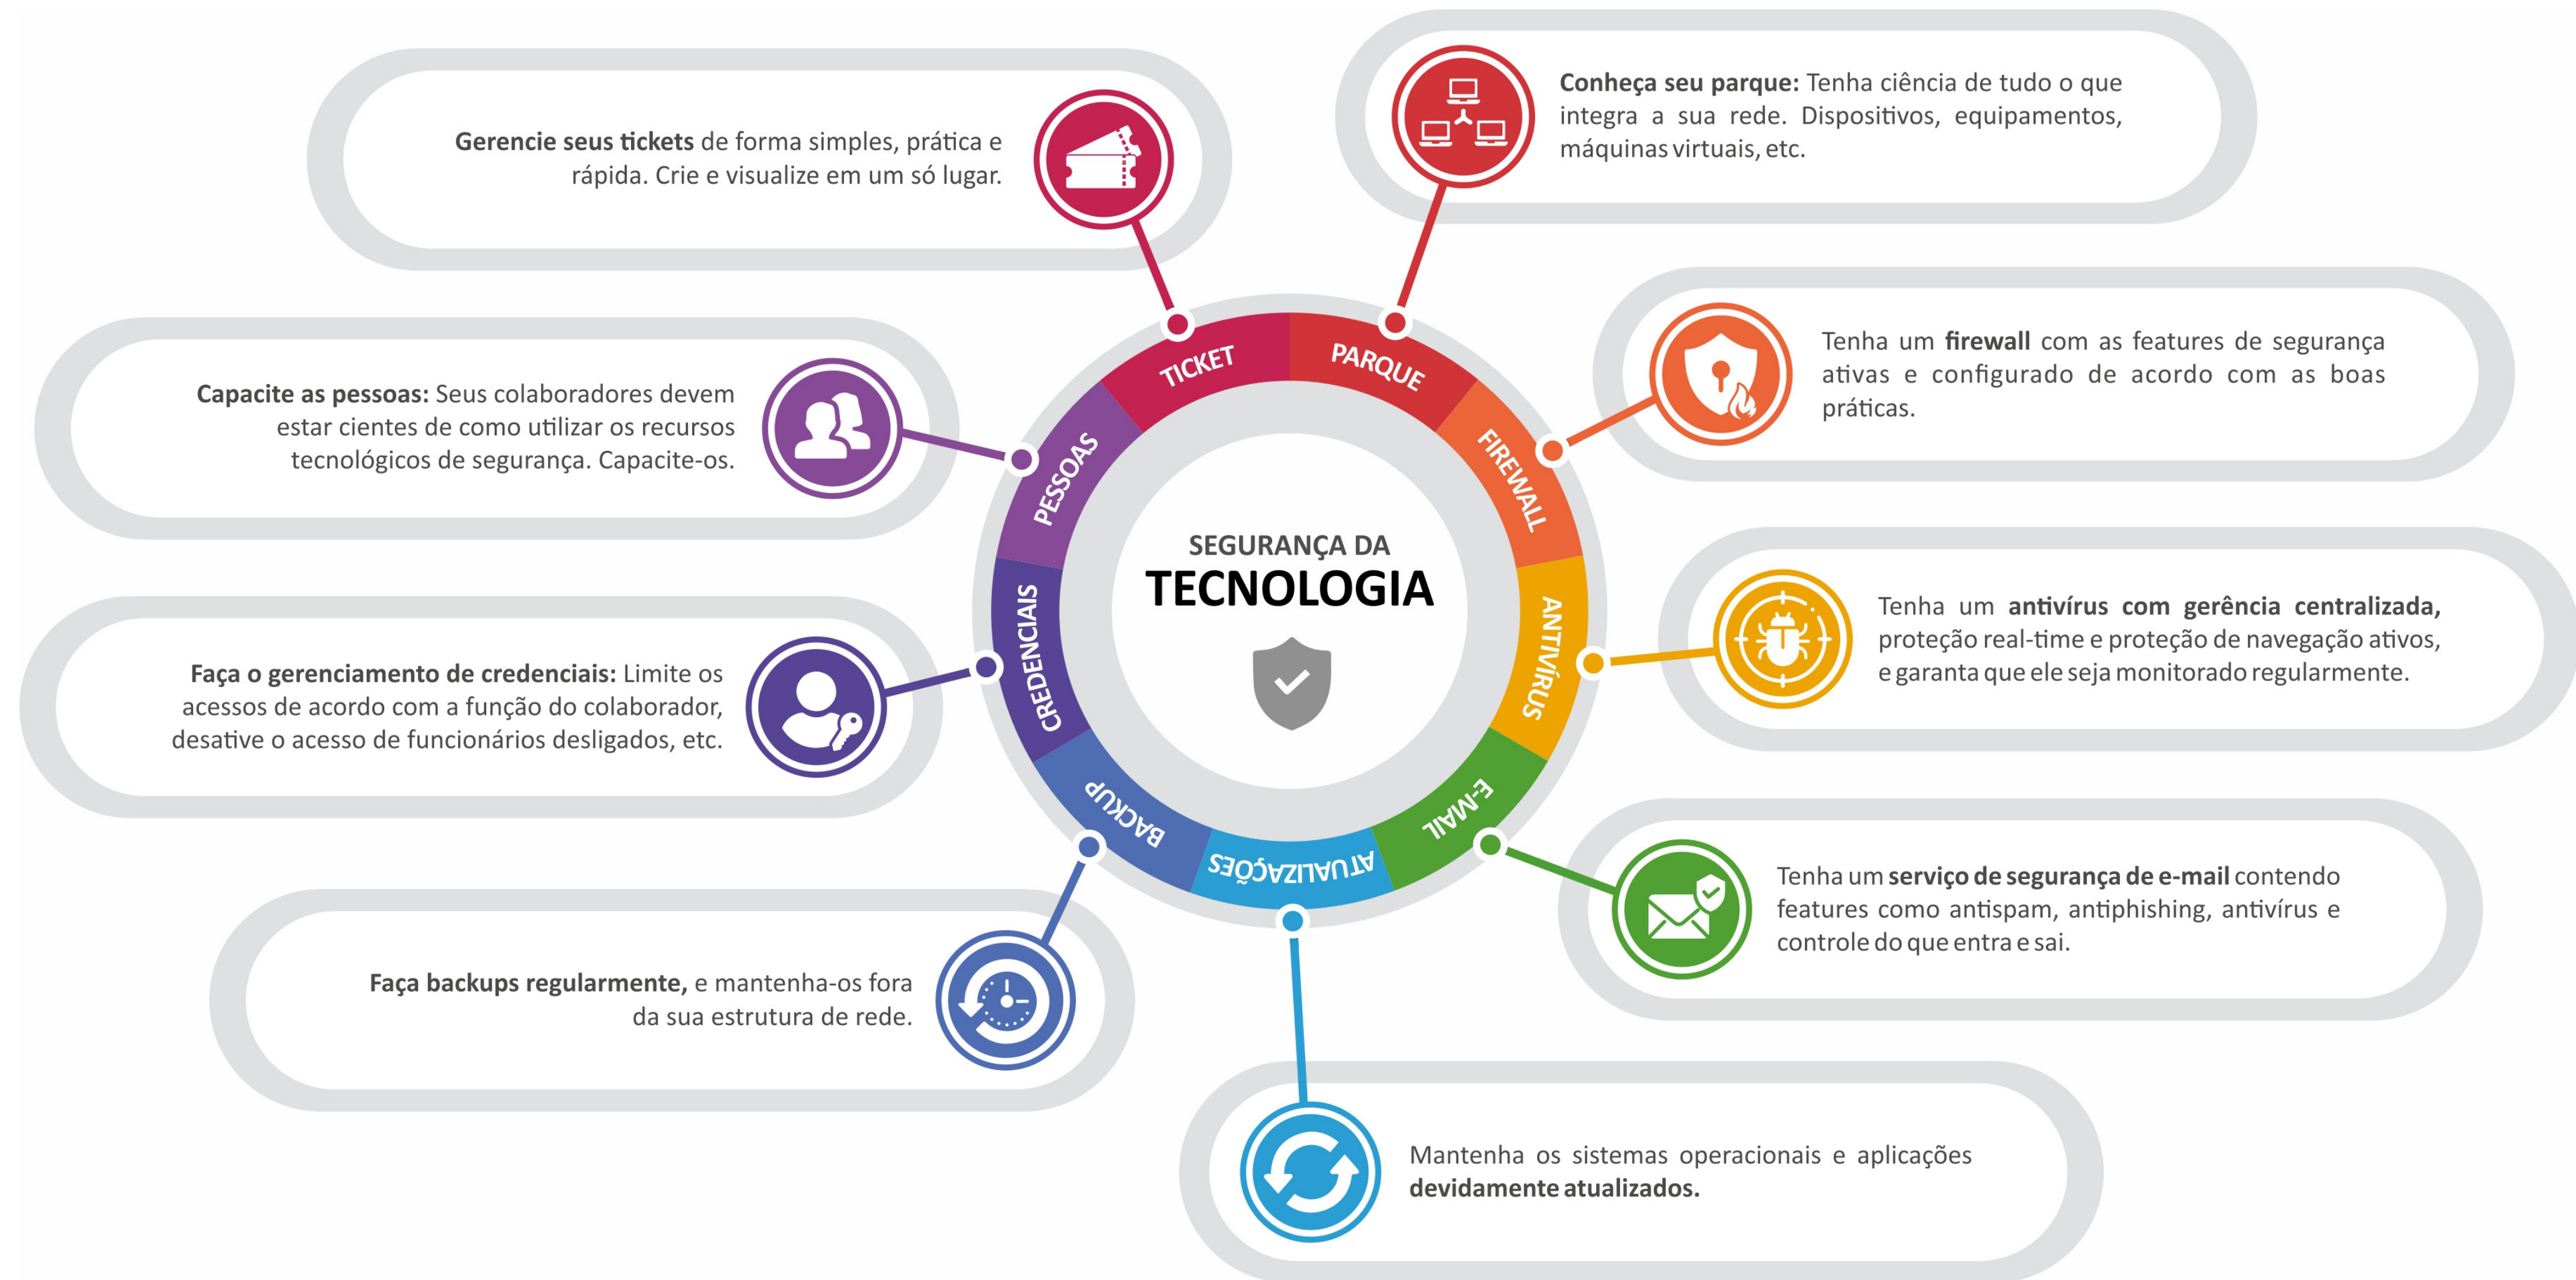 Gerencie seus tickets de forma simples, prática e
rápida. Crie e visualize em um só lugar.
Conheça seu parque: Tenha ciência de tudo o que
integra a sua rede. Dispositivos, equipamentos,
máquinas virtuais, etc.
Tenha um firewall com as features de segurança
ativas e configurado de acordo com as boas
práticas.
Tenha um antivírus com gerência centralizada,
proteção real-time e proteção de navegação ativos,
e garanta que ele seja monitorado regularmente.
Tenha um serviço de segurança de e-mail contendo
features como antispam, antiphishing, antivírus e
controle do que entra e sai.
Mantenha os sistemas operacionais e aplicações
devidamente atualizados.
Faça backups regularmente, e mantenha-os fora
da sua estrutura de rede.
Faça o gerenciamento de credenciais: Limite os
acessos de acordo com a função do colaborador,
desative o acesso de funcionários desligados, etc.
Capacite as pessoas: Seus colaboradores devem
estar cientes de como utilizar os recursos
tecnológicos de segurança. Capacite-os.
TICKET
PARQUE
FIREWALL
ANTIVÍRUS
E-MAIL
ATUALIZAÇÕES
BACKUP
CREDENCIAIS
PESSOAS
SEGURANÇA DA
TECNOLOGIA